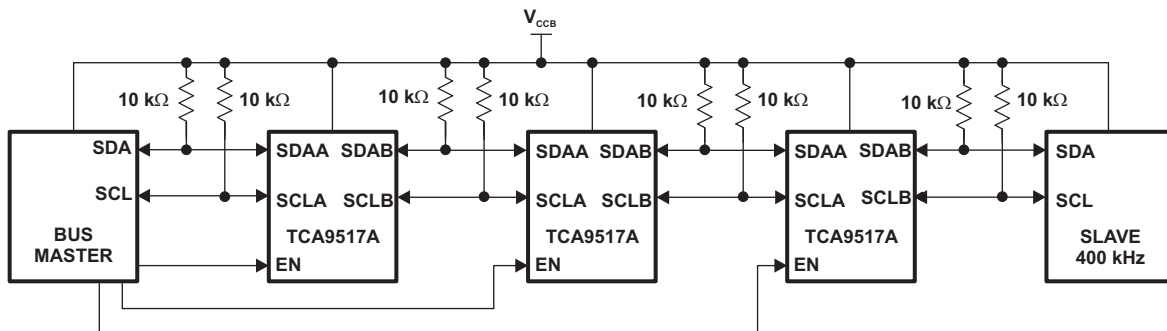 V_CCB
10 kΩ 10 kΩ 10 kΩ 10 kΩ 10 kΩ 10 kΩ 10 kΩ 10 kΩ
SDA SDAA SDAB SDAA SDAB SDAA SDAB SDA
SCL SCLA SCLB SCLA SCLB SCLA SCLB SCL
BUS
MASTER
TCA9517A TCA9517A TCA9517A
SLAVE
400 kHz
EN EN EN